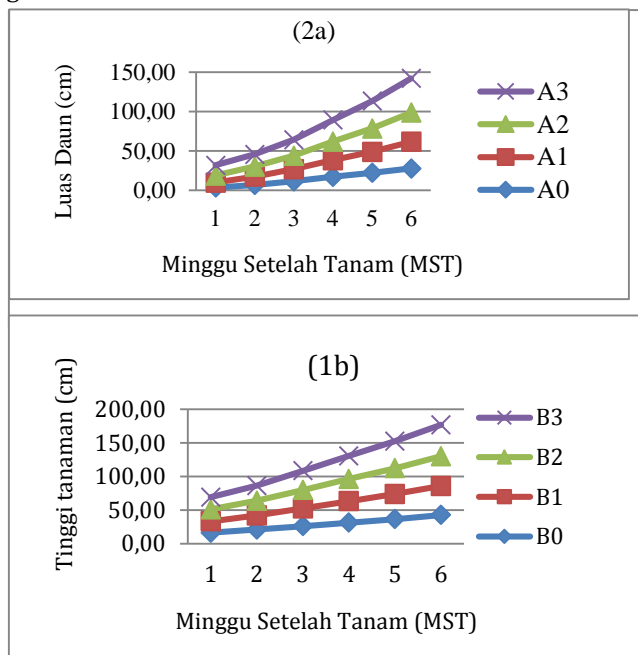 (2a)
Luas Daun (cm)
150,00
100,00
50,00
0,00
1 2 3 4 5 6
Minggu Setelah Tanam (MST)
A3
A2
A1
A0
(1b)
Tinggi tanaman (cm)
200,00
150,00
100,00
50,00
0,00
1 2 3 4 5 6
Minggu Setelah Tanam (MST)
B3
B2
B1
B0